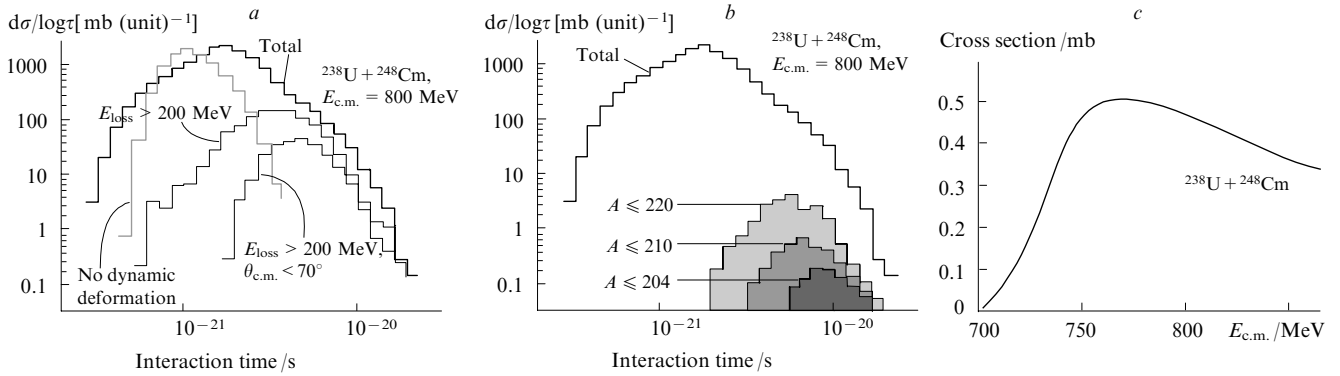 a
dσ/logτ[ mb (unit)⁻¹]
Total
²³⁸U + ²⁴⁸Cm,
E_c.m. = 800 MeV
E_loss > 200 MeV
1000
100
10
1
0.1
E_loss > 200 MeV,
θ_c.m. < 70°
No dynamic
deformation
10⁻²¹
10⁻²⁰
Interaction time /s
b
dσ/logτ [mb (unit)⁻¹]
Total
²³⁸U + ²⁴⁸Cm,
E_c.m. = 800 MeV
1000
100
10
1
0.1
A ⩽ 220
A ⩽ 210
A ⩽ 204
10⁻²¹
10⁻²⁰
Interaction time /s
c
Cross section /mb
0.5
0.4
0.3
0.2
0.1
0
²³⁸U + ²⁴⁸Cm
700
750
800
E_c.m. /MeV